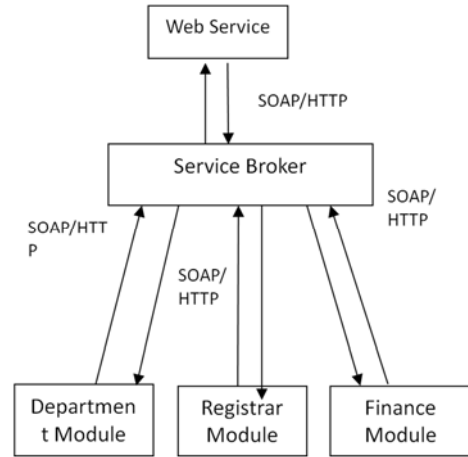 Web Service
SOAP/HTTP
Service Broker
SOAP/HTT
P
SOAP/
HTTP
SOAP/
HTTP
Departmen
t Module
Registrar
Module
Finance
Module